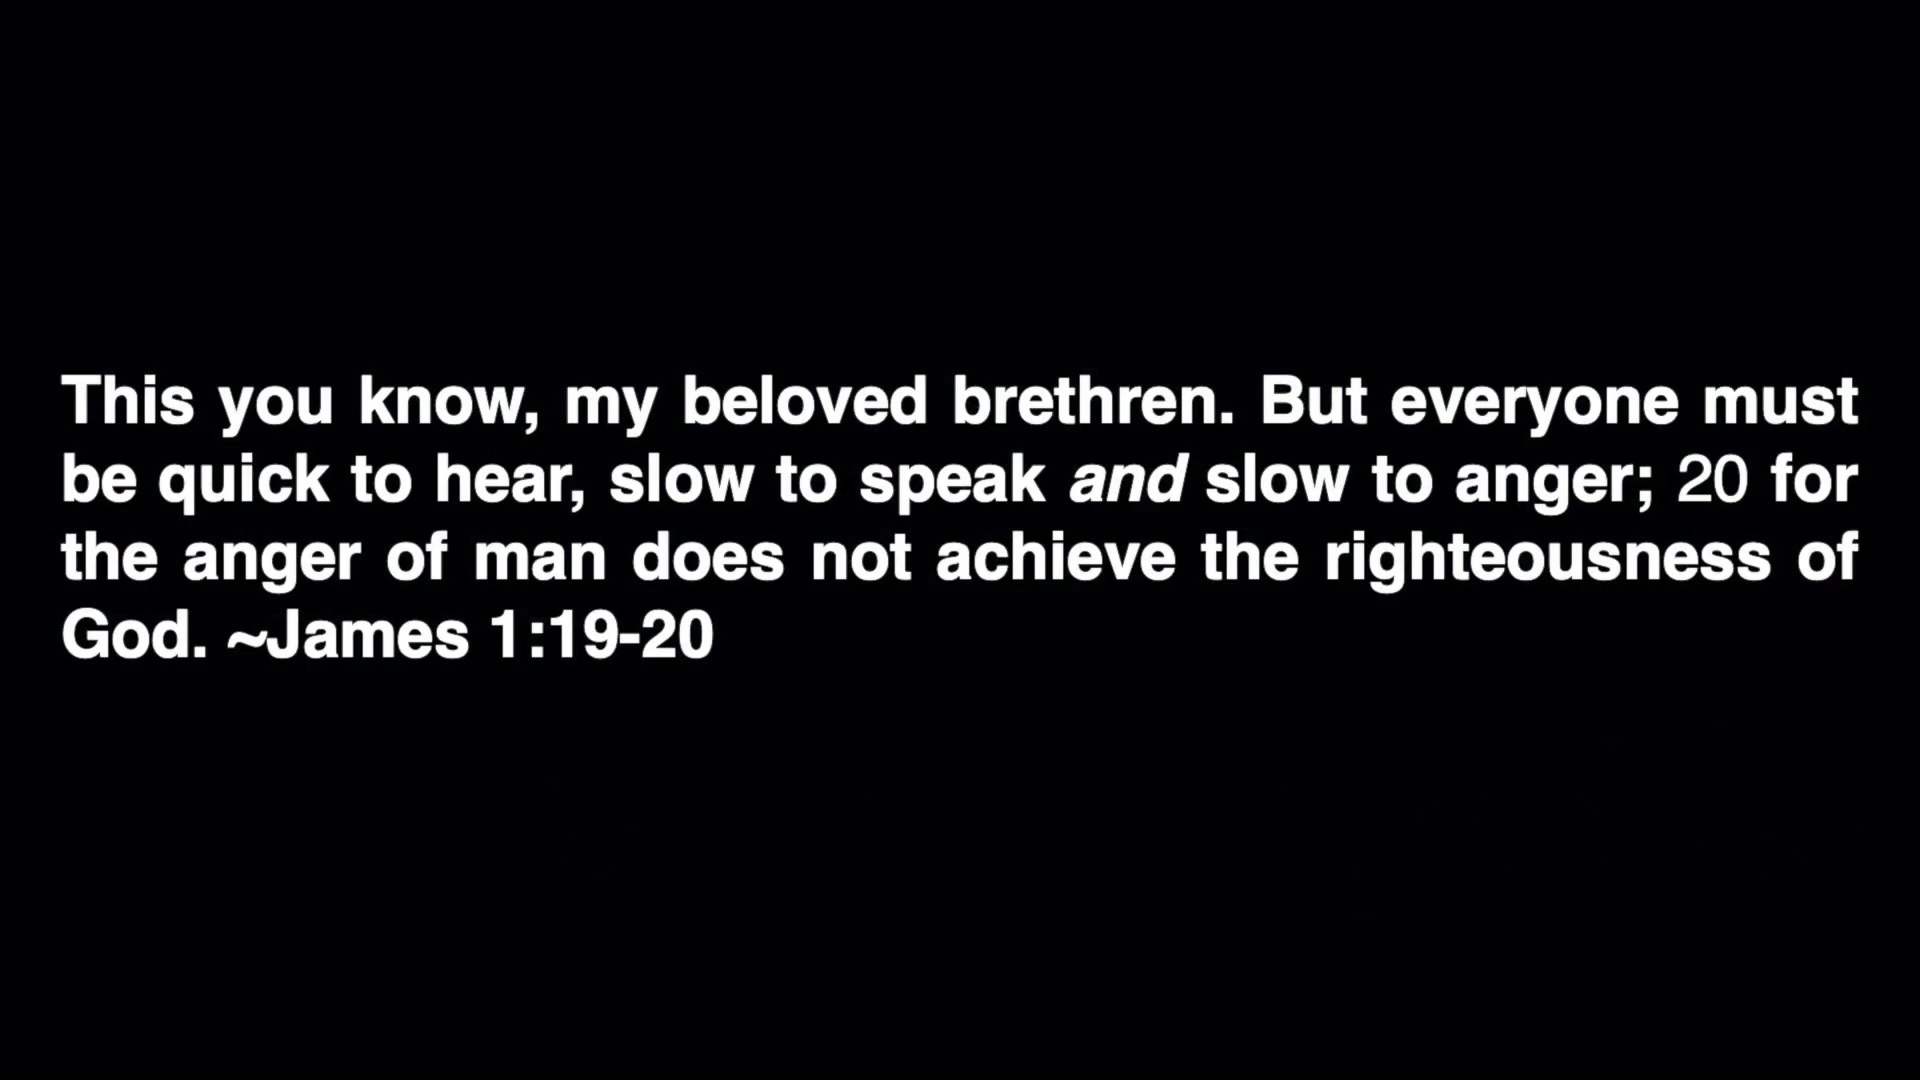 This you know, my beloved brethren. But everyone must
be quick to hear, slow to speak and slow to anger; 20 for
the anger of man does not achieve the righteousness of
God. ~James 1:19-20